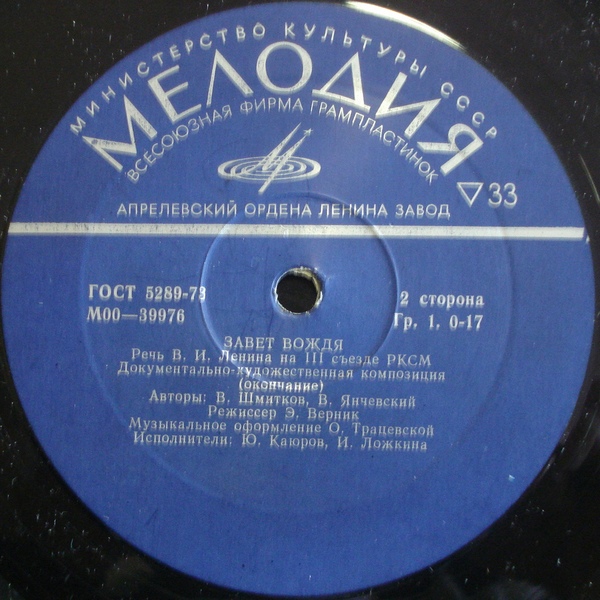 МИНИСТЕРСТВО КУЛЬТУРЫ СССР
МЕЛОДИЯ
ВСЕСОЮЗНАЯ ФИРМА ГРАМПЛАСТИНОК
33
АПРЕЛЕВСКИЙ ОРДЕНА ЛЕНИНА ЗАВОД
ГОСТ 5289-73
М00—39976
2 сторона
Гр. 1. 0-17
ЗАВЕТ ВОЖДЯ
Речь В. И. Ленина на III съезде РКСМ
Документально-художественная композиция
(окончание)
Авторы: В. Шмитков, В. Янчевский
Режиссер Э. Верник
Музыкальное оформление О. Трацевской
Исполнители: Ю. Каюров, И. Ложкина